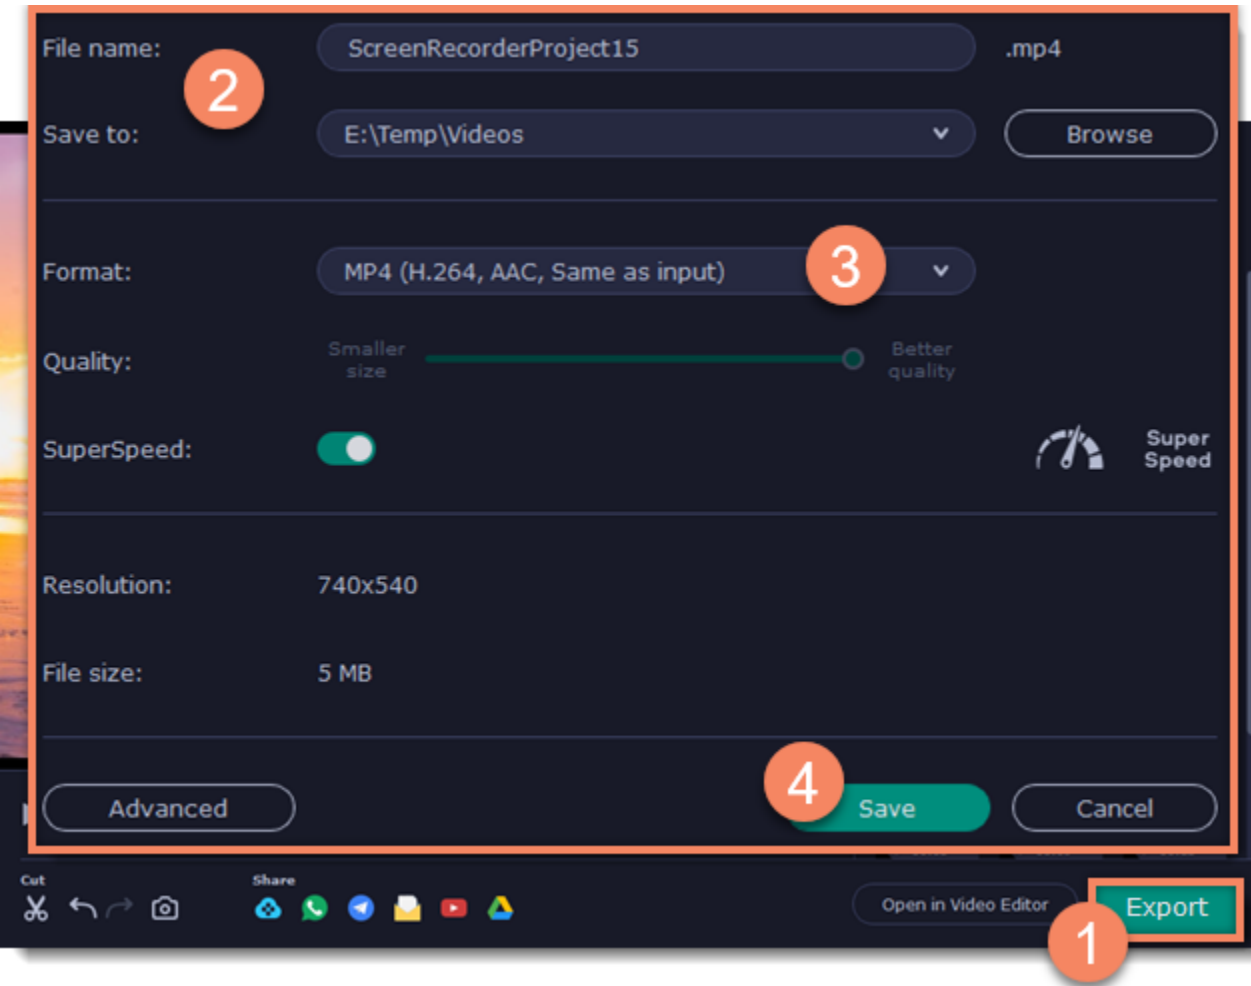 File name:
ScreenRecorderProject15
.mp4
2
Save to:
E:\Temp\Videos
Browse
Format:
MP4 (H.264, AAC, Same as input)
3
Quality:
Smaller
size
Better
quality
SuperSpeed:
Super
Speed
Resolution:
740x540
File size:
5 MB
Advanced
4
Save
Cancel
Cut
Share
Open in Video Editor
Export
1